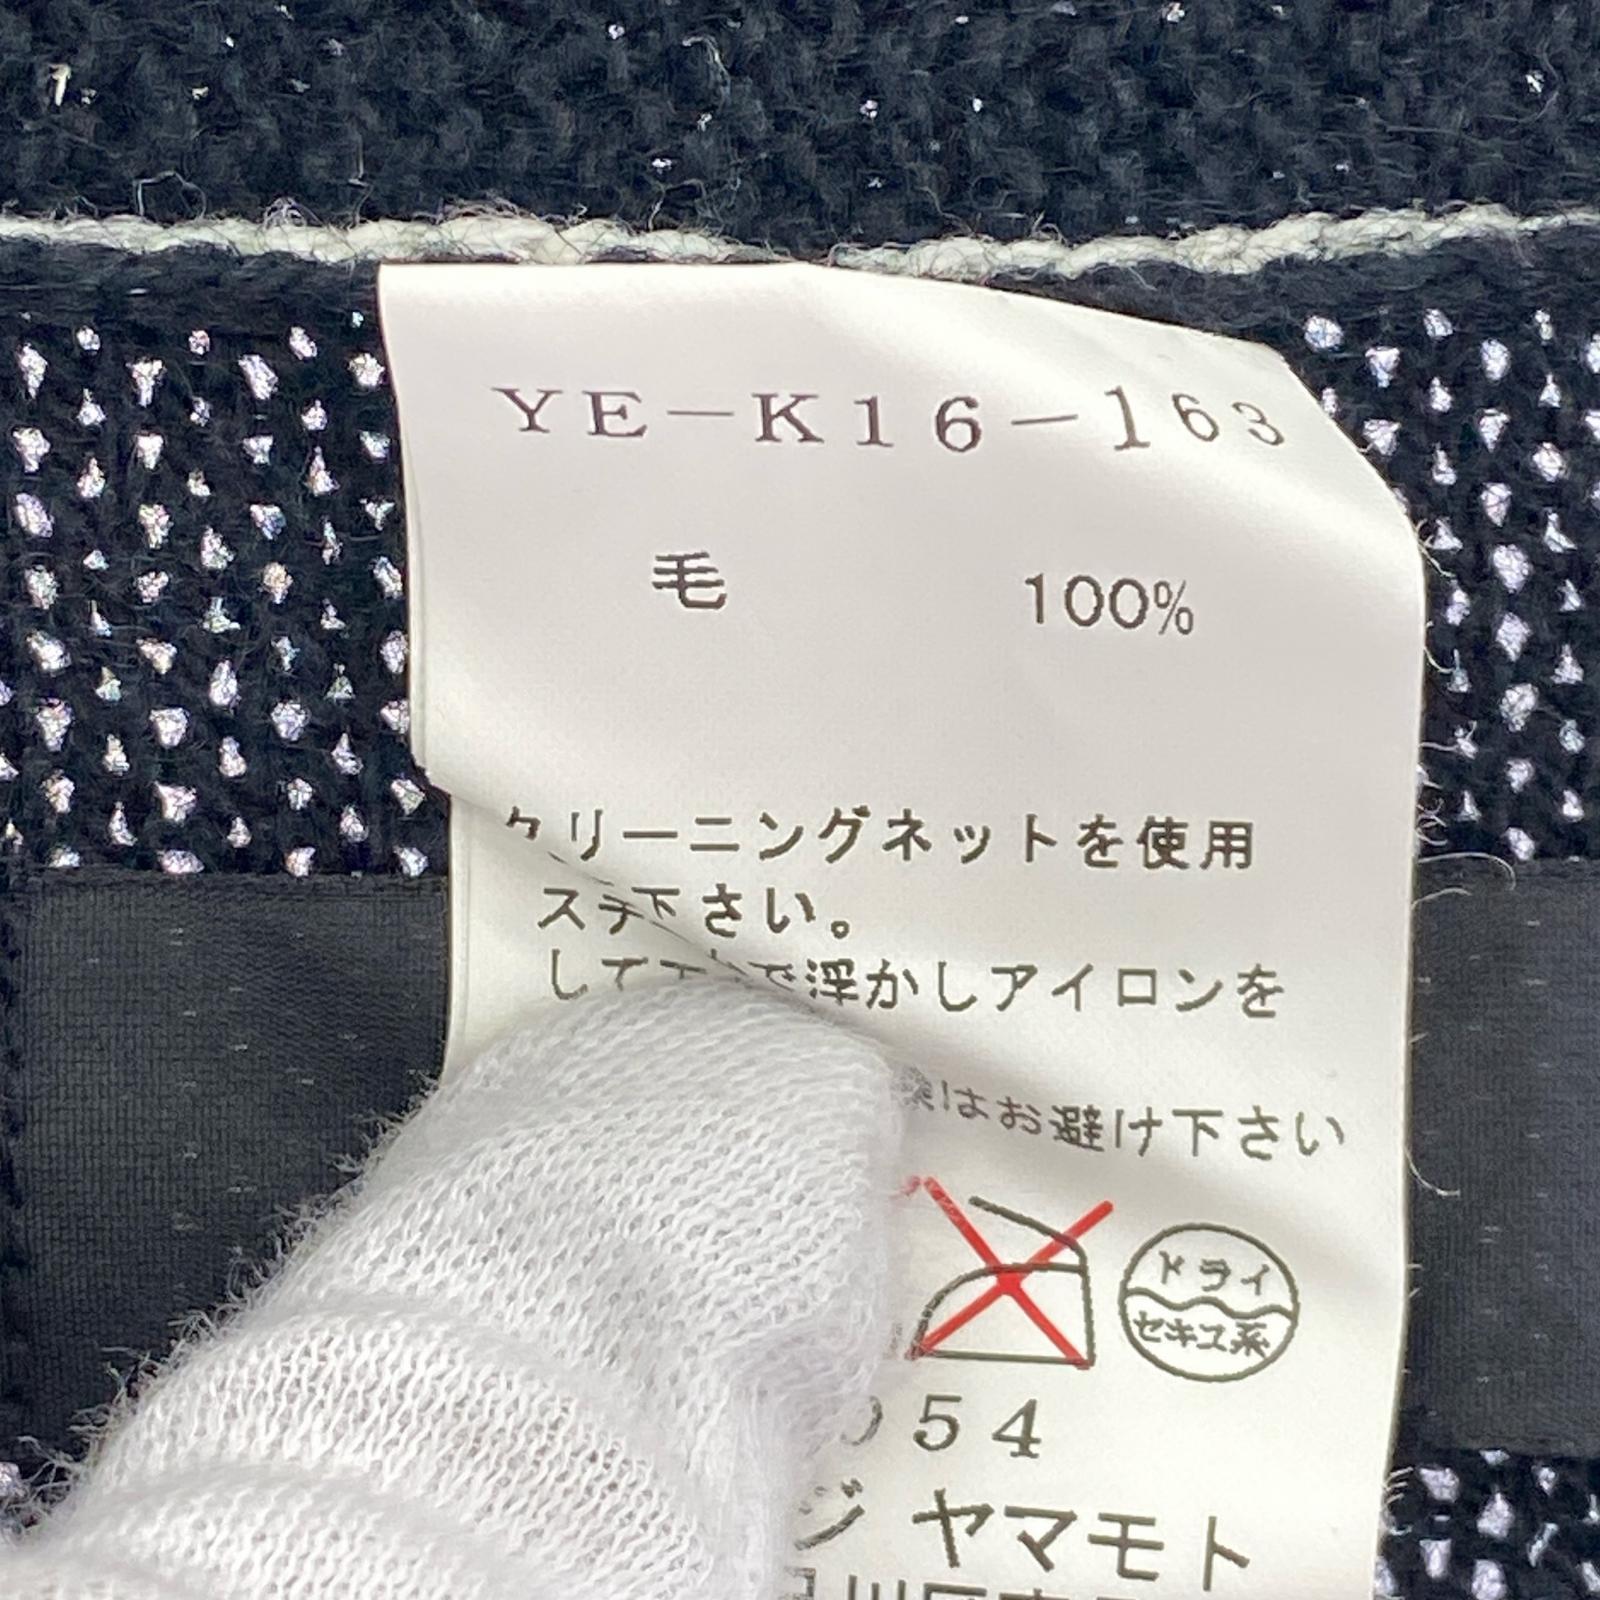 YE-K16-163
毛 100%
クリーニングネットを使用
下さい。
浮かしアイロンを
はお避け下さい
ドライ
セキユ系
54
ジ ヤマモト